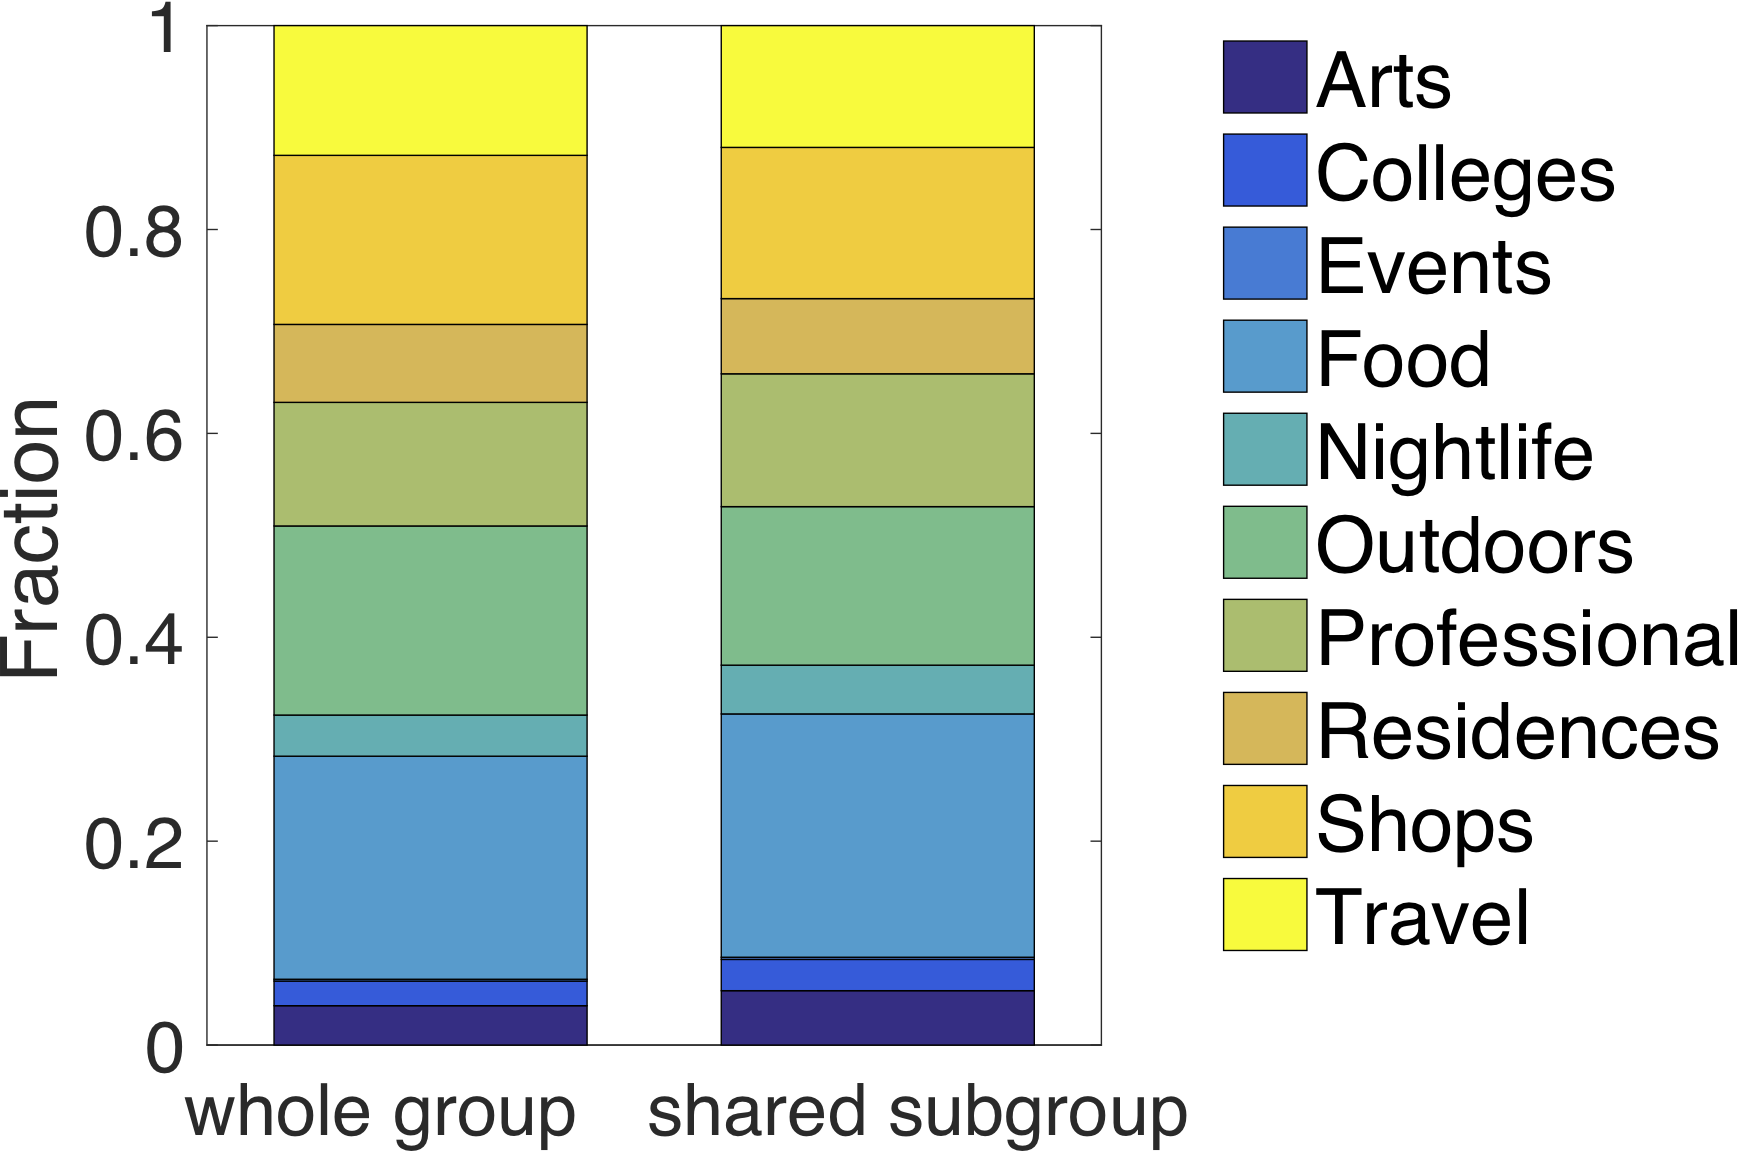 Fraction
1
0.8
0.6
0.4
0.2
0
whole group
shared subgroup
Arts
Colleges
Events
Food
Nightlife
Outdoors
Professional
Residences
Shops
Travel